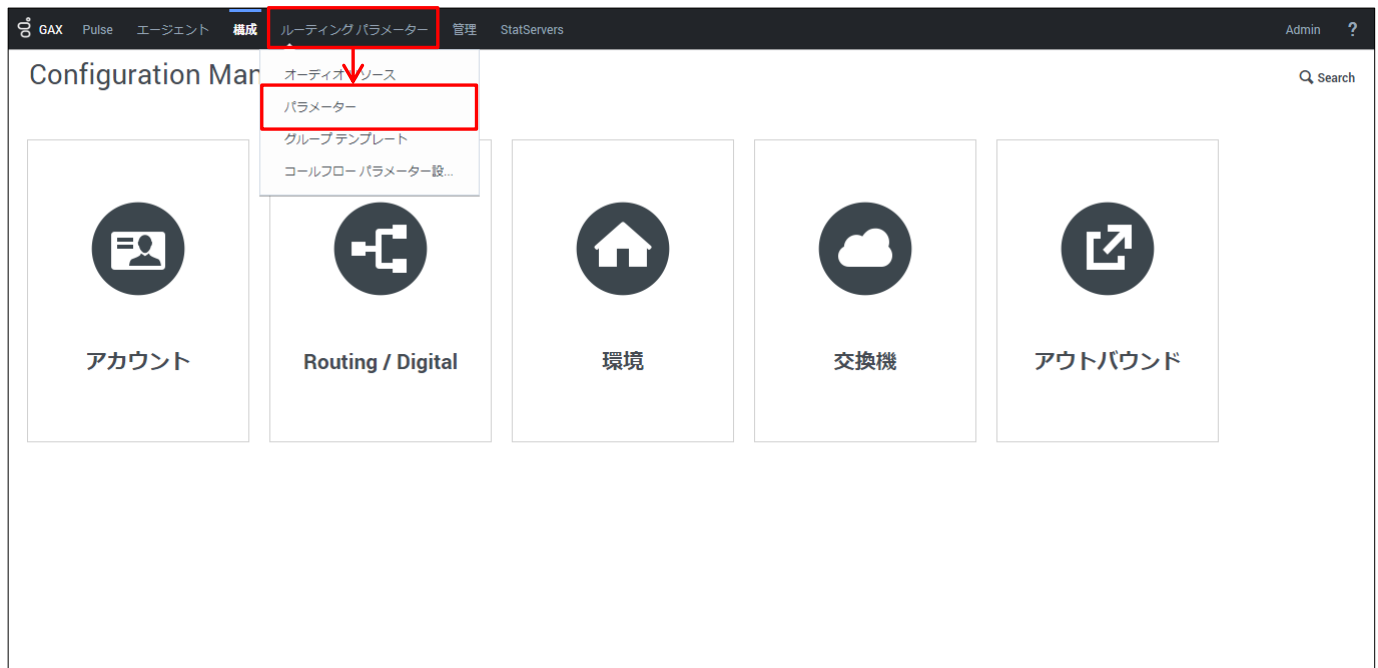 GAX Pulse エージェント 構成 ルーティング パラメーター 管理 StatServers Admin ?
Configuration Man
Search
オーディオ リソース
パラメーター
グループ テンプレート
コールフロー パラメーター設...
アカウント
Routing / Digital
環境
交換機
アウトバウンド